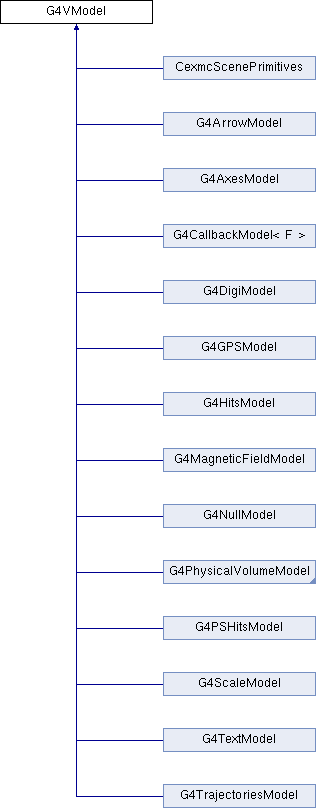 G4VModel
CexmcScenePrimitives
G4ArrowModel
G4AxesModel
G4CallbackModel< F >
G4DigiModel
G4GPSModel
G4HitsModel
G4MagneticFieldModel
G4NullModel
G4PhysicalVolumeModel
G4PSHitsModel
G4ScaleModel
G4TextModel
G4TrajectoriesModel